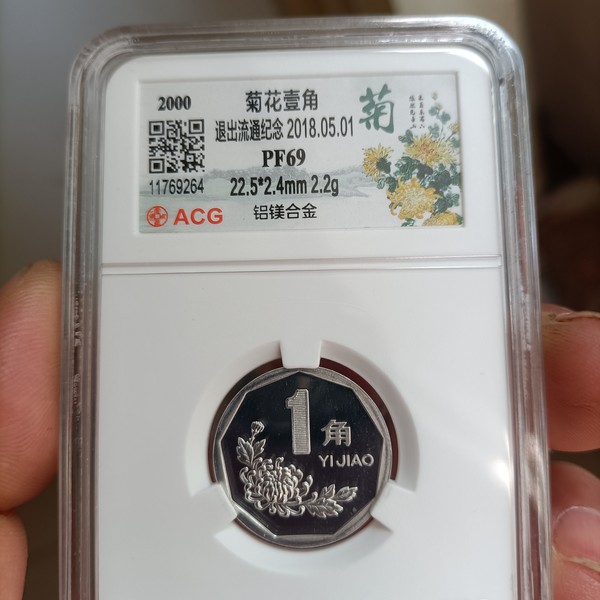 2000
菊花壹角
退出流通纪念 2018.05.01
PF69
11769264
22.5*2.4mm 2.2g
ACG
铝镁合金
菊
1角
YI JIAO